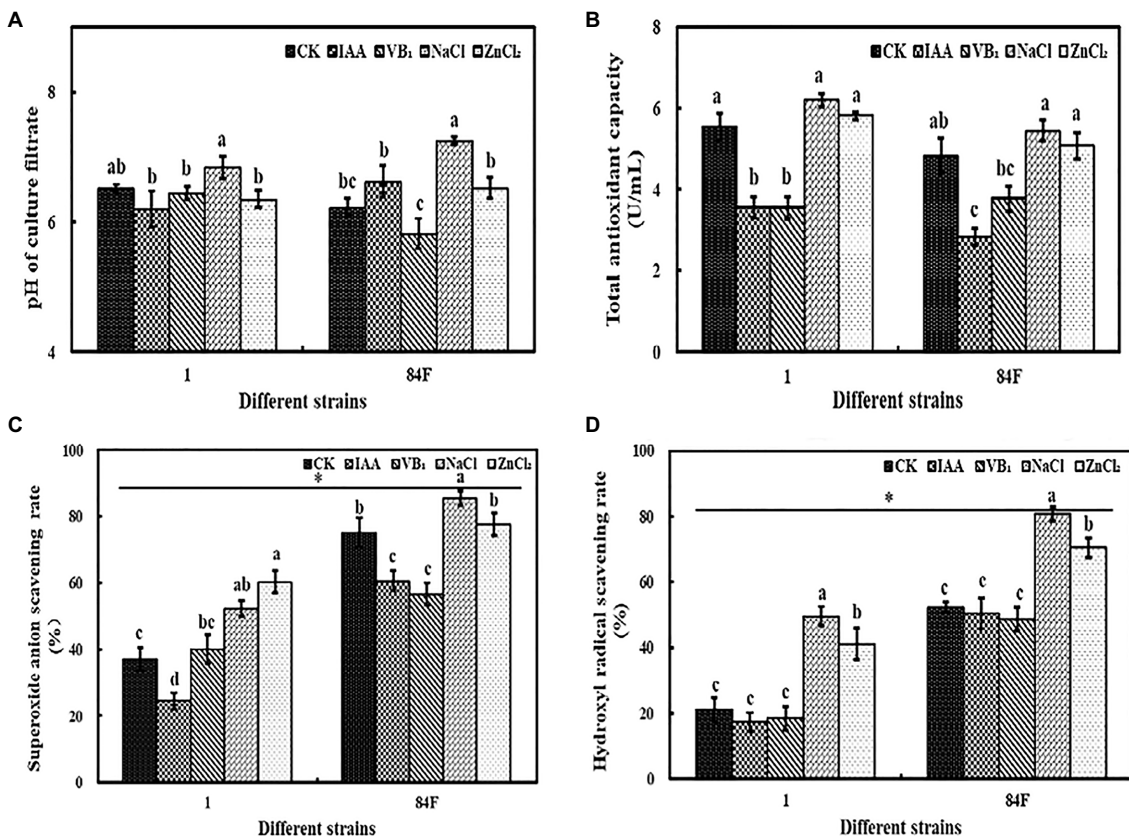 A
pH of culture filtrate
8
6
4
CK IAA VB₁ NaCl ZnCl₂
ab b b a b
bc b c a b
1 84F
Different strains
B
Total antioxidant capacity
(U/mL)
8
6
4
2
0
CK IAA VB₁ NaCl ZnCl₂
a b b a a
ab c bc a a
1 84F
Different strains
C
Superoxide anion scavening rate
(%)
100
80
60
40
20
0
CK IAA VB₁ NaCl ZnCl₂
*
c d bc ab a
b c c a b
1 84F
Different strains
D
Hydroxyl radical scavening rate
(%)
100
80
60
40
20
0
CK IAA VB₁ NaCl ZnCl₂
*
c c c a b
c c c a b
1 84F
Different strains